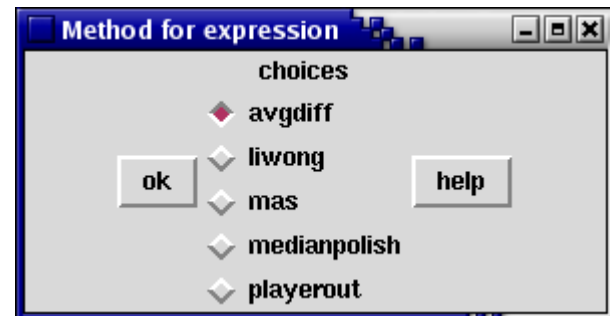 Method for expression
choices
avgdiff
liwong
ok
help
mas
medianpolish
playerout